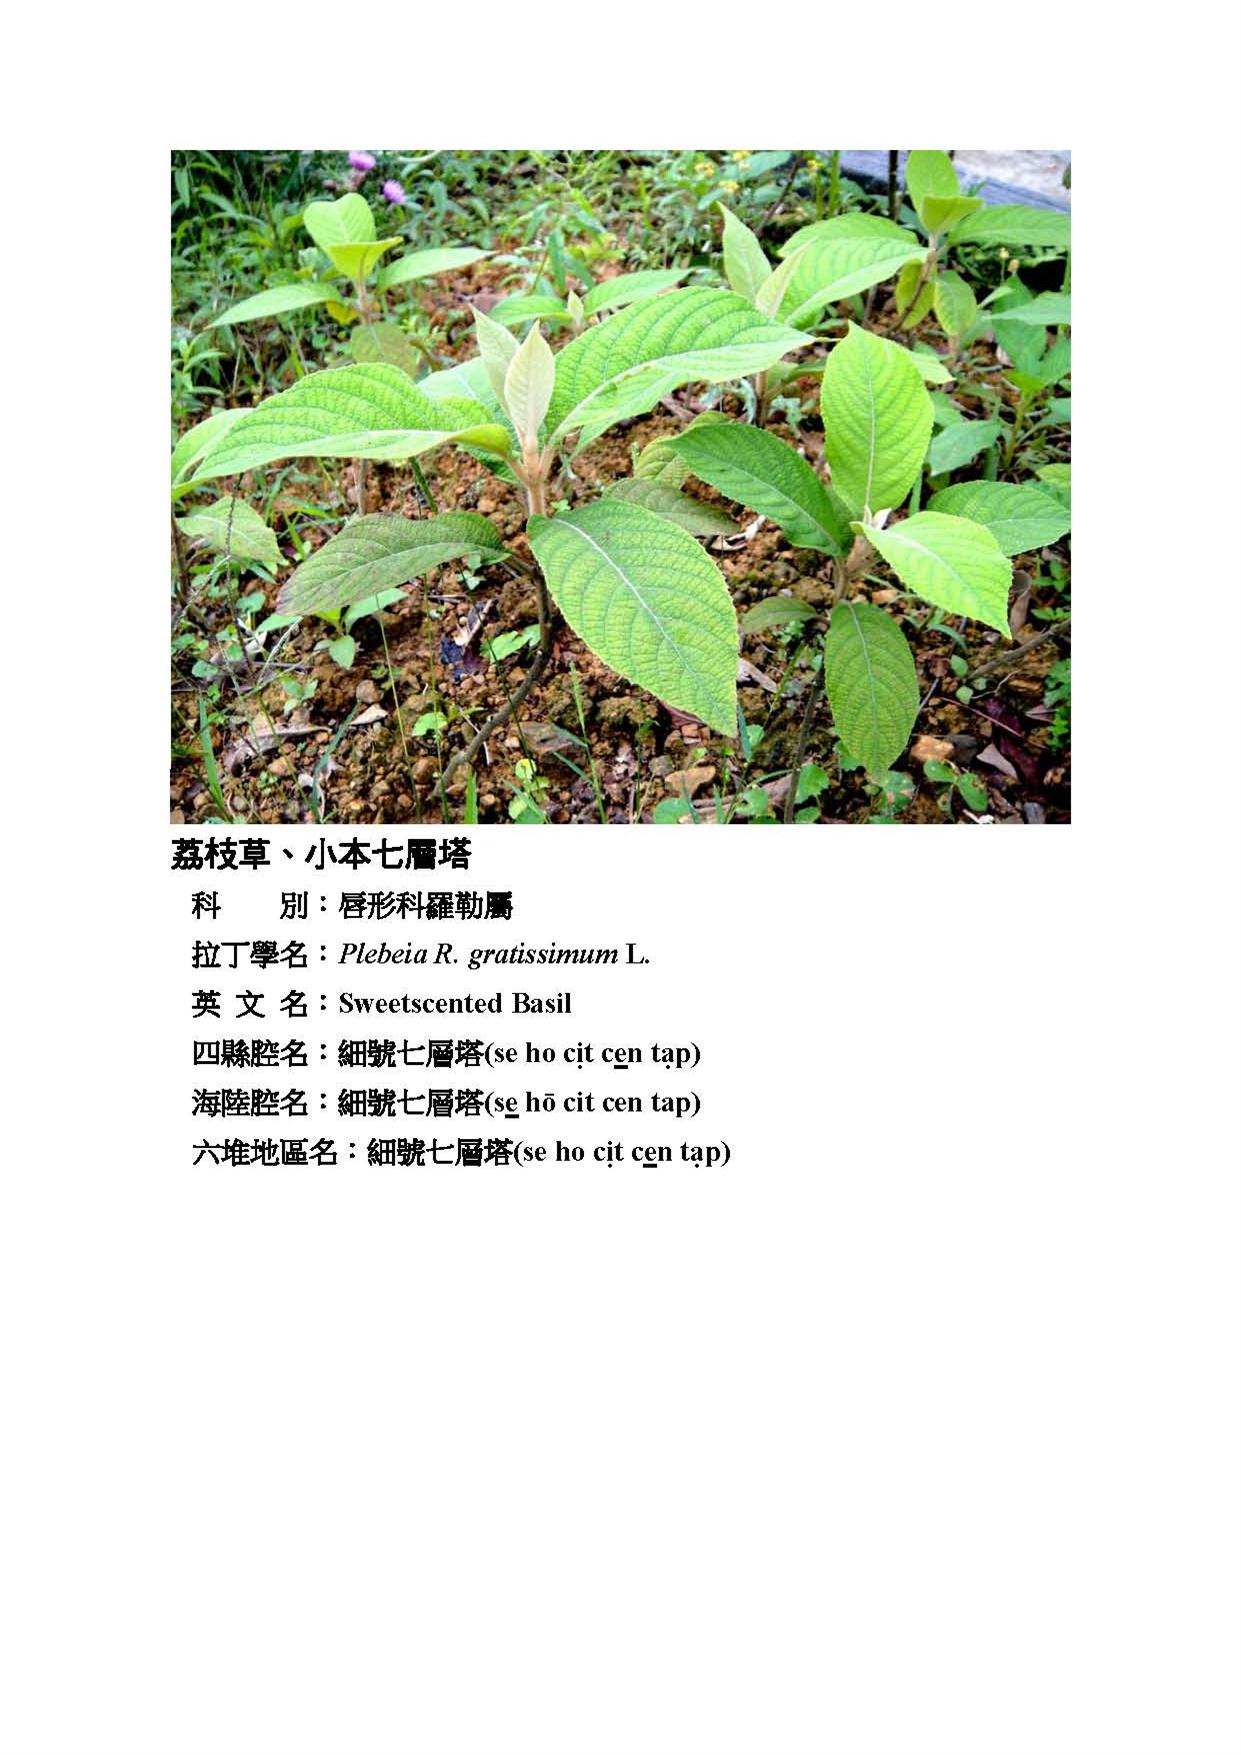 荔枝草、小本七層塔
科　　別：唇形科羅勒屬
拉丁學名：Plebeia R. gratissimum L.
英 文 名：Sweetscented Basil
四縣腔名：細號七層塔(se ho cịt ce̲n tạp)
海陸腔名：細號七層塔(se̲ hō cit cen tap)
六堆地區名：細號七層塔(se ho cịt ce̲n tạp)